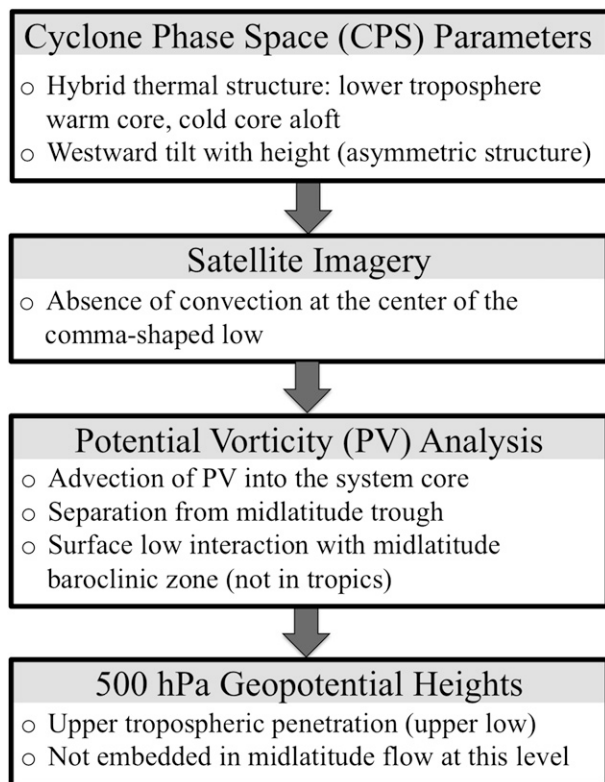 Cyclone Phase Space (CPS) Parameters
○ Hybrid thermal structure: lower troposphere
warm core, cold core aloft
○ Westward tilt with height (asymmetric structure)
Satellite Imagery
○ Absence of convection at the center of the
comma-shaped low
Potential Vorticity (PV) Analysis
○ Advection of PV into the system core
○ Separation from midlatitude trough
○ Surface low interaction with midlatitude
baroclinic zone (not in tropics)
500 hPa Geopotential Heights
○ Upper tropospheric penetration (upper low)
○ Not embedded in midlatitude flow at this level